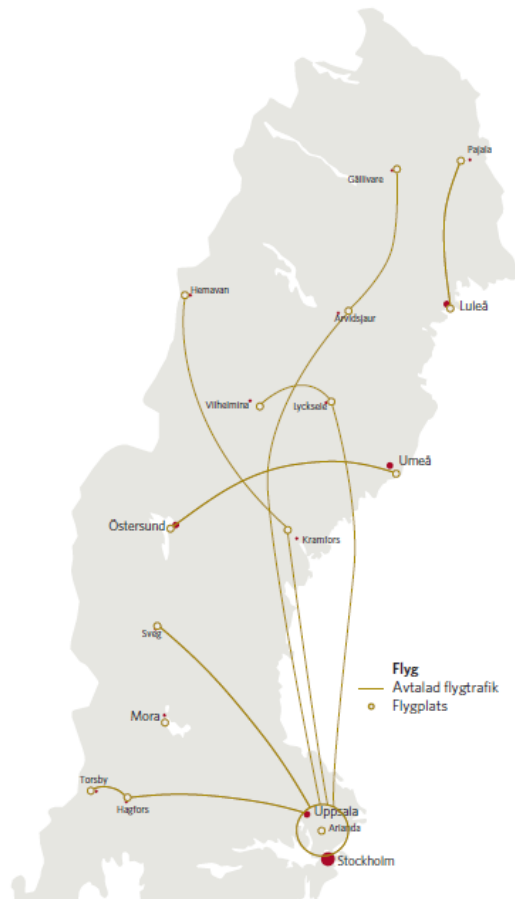 Pajala
Gällivare
Hemavan
Luleå
Arvidsjaur
Vilhelmina
Lycksele
Umeå
Östersund
Kramfors
Sveg
Flyg
Avtalad flygtrafik
Flygplats
Mora
Torsby
Hagfors
Uppsala
Arlanda
Stockholm